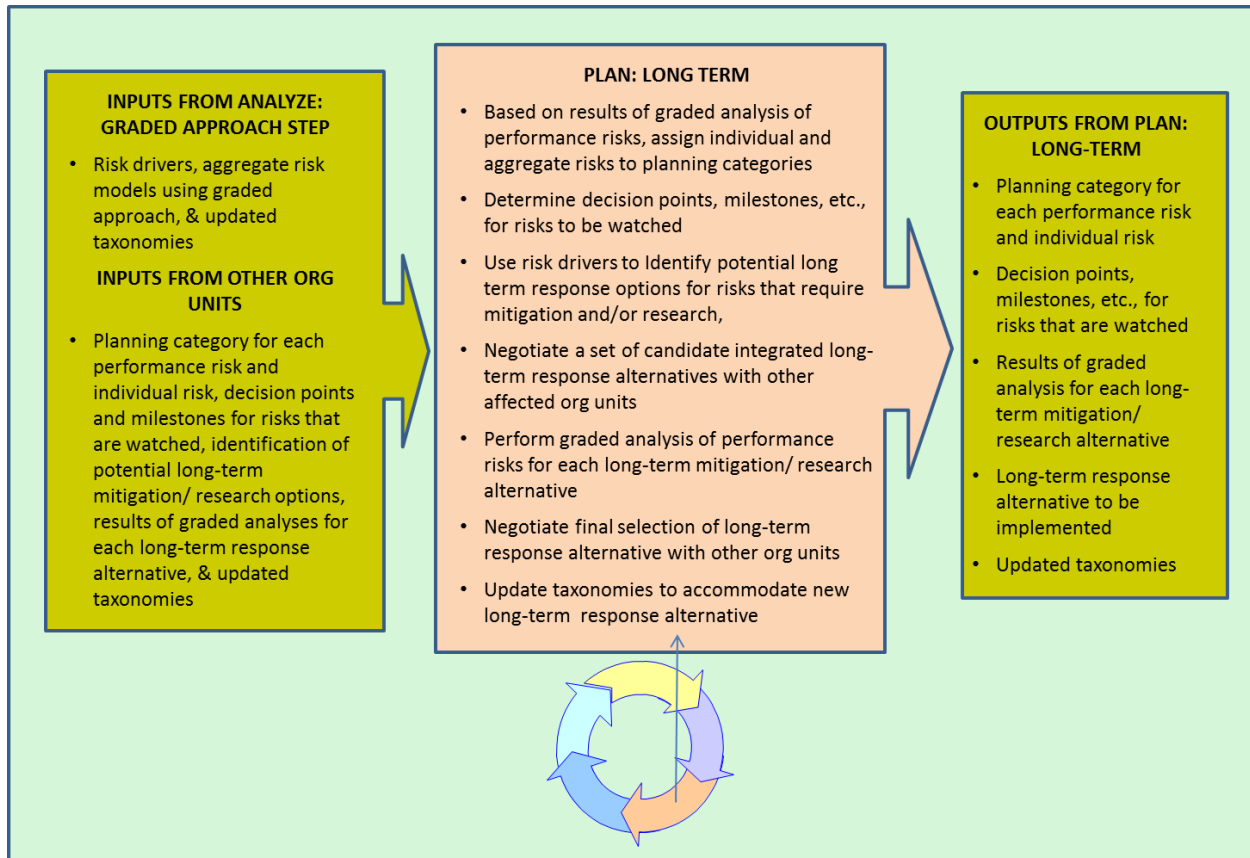 INPUTS FROM ANALYZE:
GRADED APPROACH STEP
• Risk drivers, aggregate risk
models using graded
approach, & updated
taxonomies
INPUTS FROM OTHER ORG
UNITS
• Planning category for each
performance risk and
individual risk, decision points
and milestones for risks that
are watched, identification of
potential long-term
mitigation/ research options,
results of graded analyses for
each long-term response
alternative, & updated
taxonomies
PLAN: LONG TERM
• Based on results of graded analysis of
performance risks, assign individual and
aggregate risks to planning categories
• Determine decision points, milestones, etc.,
for risks to be watched
• Use risk drivers to Identify potential long
term response options for risks that require
mitigation and/or research,
• Negotiate a set of candidate integrated long-
term response alternatives with other
affected org units
• Perform graded analysis of performance
risks for each long-term mitigation/ research
alternative
• Negotiate final selection of long-term
response alternative with other org units
• Update taxonomies to accommodate new
long-term response alternative
OUTPUTS FROM PLAN:
LONG-TERM
• Planning category for
each performance risk
and individual risk
• Decision points,
milestones, etc., for
risks that are watched
• Results of graded
analysis for each long-
term mitigation/
research alternative
• Long-term response
alternative to be
implemented
• Updated taxonomies